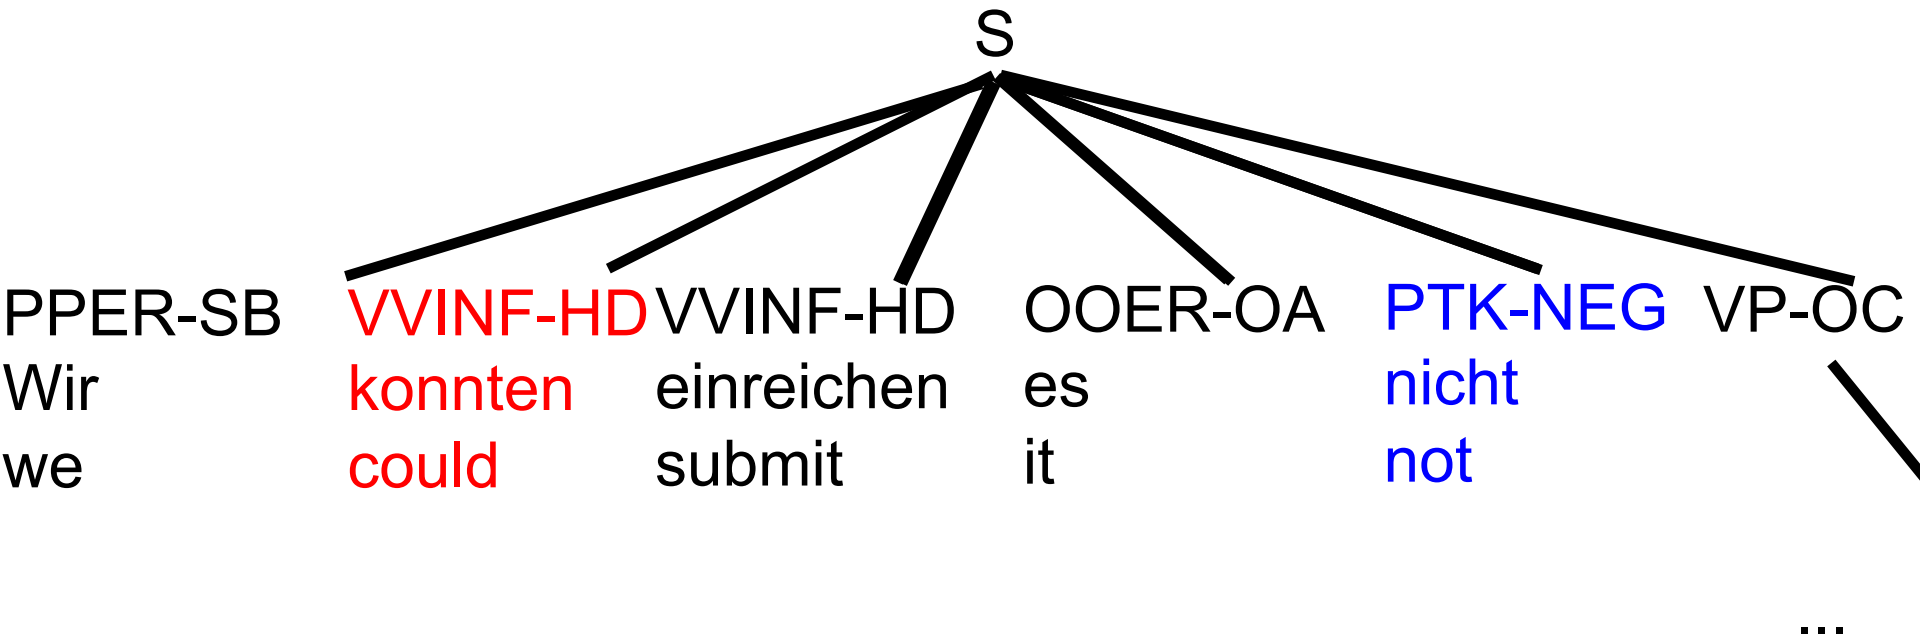 S
PPER-SB VVINF-HD VVINF-HD OOER-OA PTK-NEG VP-OC
Wir konnten einreichen es nicht
we could submit it not
...